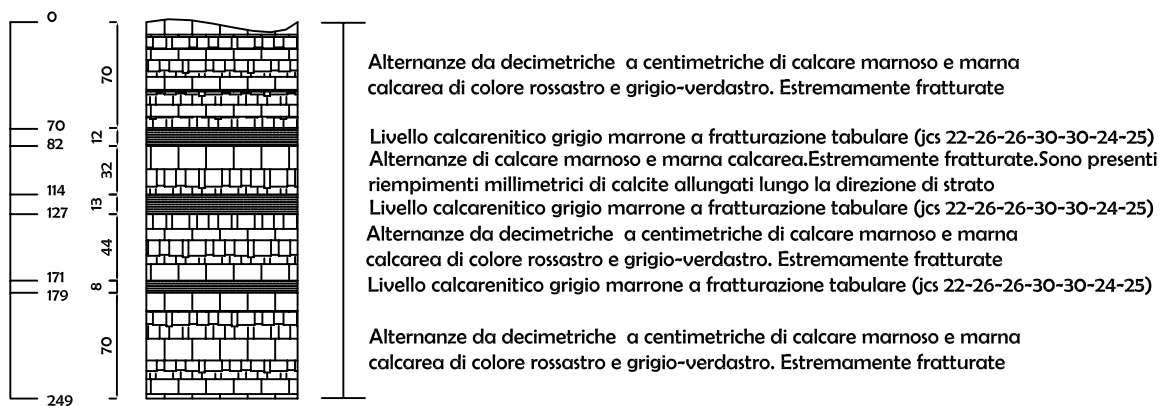 0
70
Alternanze da decimetriche a centimetriche di calcare marnoso e marna
calcarea di colore rossastro e grigio-verdastro. Estremamente fratturate
70
12
Livello calcarenitico grigio marrone a fratturazione tabulare (jcs 22-26-26-30-30-24-25)
82
32
Alternanze di calcare marnoso e marna calcarea.Estremamente fratturate.Sono presenti
riempimenti millimetrici di calcite allungati lungo la direzione di strato
114
13
Livello calcarenitico grigio marrone a fratturazione tabulare (jcs 22-26-26-30-30-24-25)
127
44
Alternanze da decimetriche a centimetriche di calcare marnoso e marna
calcarea di colore rossastro e grigio-verdastro. Estremamente fratturate
171
8
Livello calcarenitico grigio marrone a fratturazione tabulare (jcs 22-26-26-30-30-24-25)
179
70
Alternanze da decimetriche a centimetriche di calcare marnoso e marna
calcarea di colore rossastro e grigio-verdastro. Estremamente fratturate
249